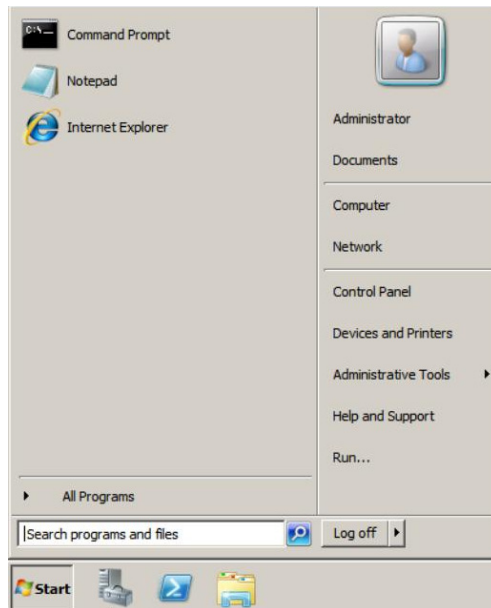 C:\_
Command Prompt
Notepad
Internet Explorer
Administrator
Documents
Computer
Network
Control Panel
Devices and Printers
Administrative Tools
Help and Support
Run...
All Programs
Search programs and files
Log off
Start